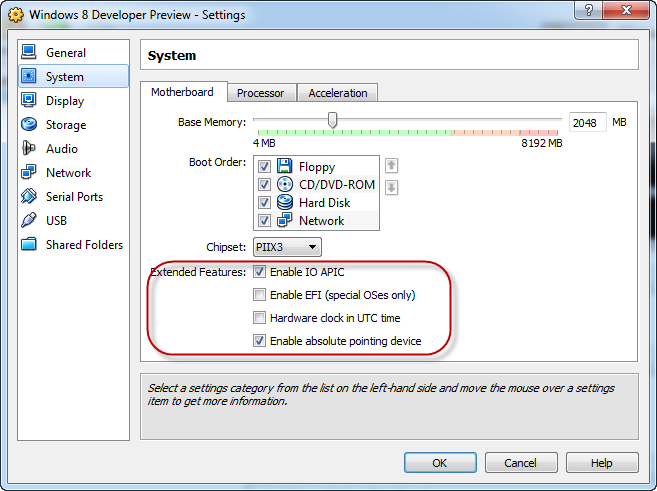 Windows 8 Developer Preview - Settings
General
System
Display
Storage
Audio
Network
Serial Ports
USB
Shared Folders
System
Motherboard Processor Acceleration
Base Memory: 2048 MB
4 MB 8192 MB
Boot Order: Floppy
CD/DVD-ROM
Hard Disk
Network
Chipset: PIIX3
Extended Features: Enable IO APIC
Enable EFI (special OSes only)
Hardware clock in UTC time
Enable absolute pointing device
Select a settings category from the list on the left-hand side and move the mouse over a settings
item to get more information.
OK Cancel Help